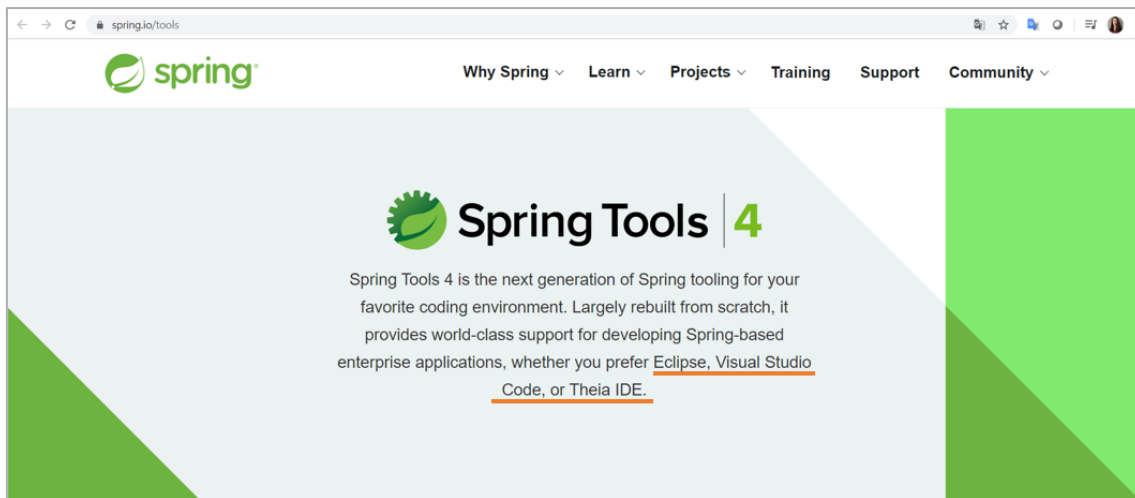 spring.io/tools
spring
Why Spring
Learn
Projects
Training
Support
Community
Spring Tools 4
Spring Tools 4 is the next generation of Spring tooling for your
favorite coding environment. Largely rebuilt from scratch, it
provides world-class support for developing Spring-based
enterprise applications, whether you prefer Eclipse, Visual Studio
Code, or Theia IDE.